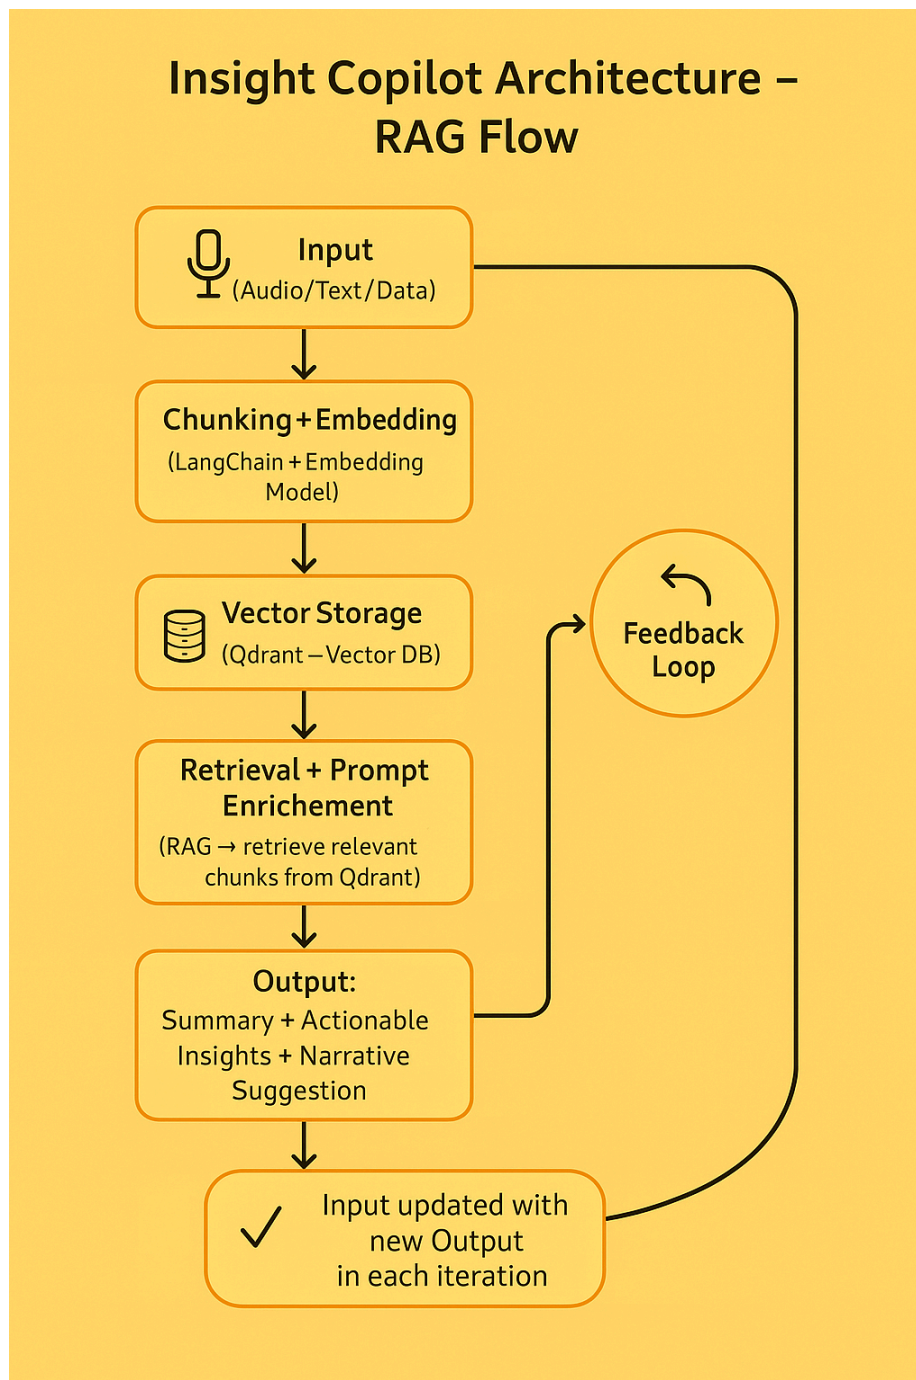 Insight Copilot Architecture –
RAG Flow
Input
(Audio/Text/Data)
Chunking+Embedding
(LangChain + Embedding
Model)
Vector Storage
(Qdrant – Vector DB)
Retrieval + Prompt
Enrichement
(RAG → retrieve relevant
chunks from Qdrant)
Output:
Summary + Actionable
Insights + Narrative
Suggestion
Feedback
Loop
Input updated with
new Output
in each iteration